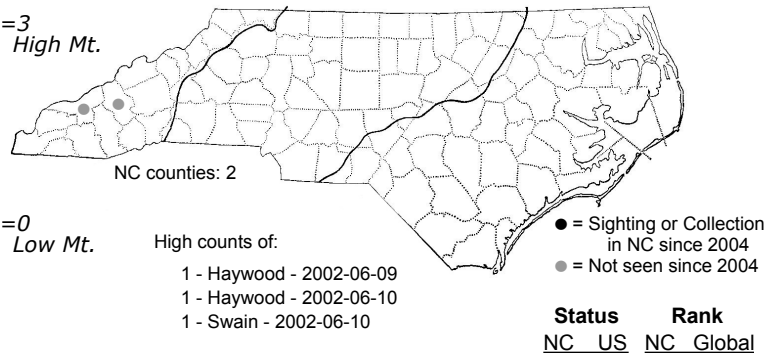 =3
High Mt.
NC counties: 2
=0
Low Mt.
High counts of:
1 - Haywood - 2002-06-09
1 - Haywood - 2002-06-10
1 - Swain - 2002-06-10
● = Sighting or Collection
in NC since 2004
● = Not seen since 2004
Status Rank
NC US NC Global